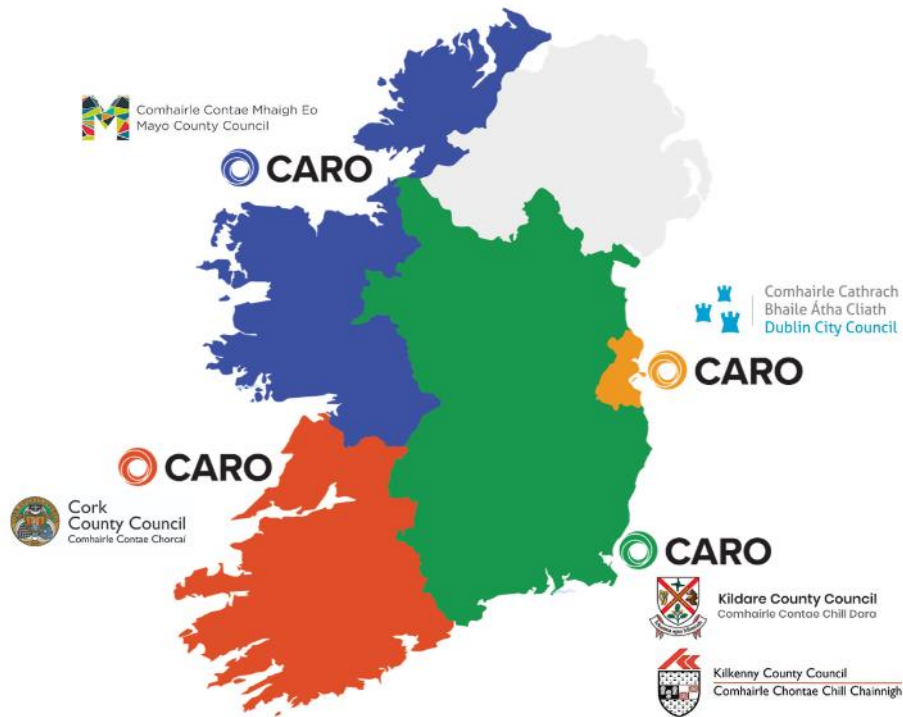 Comhairle Contae Mhaigh Eo
Mayo County Council
CARO
Comhairle Cathrach
Bhaile Átha Cliath
Dublin City Council
CARO
CARO
Cork
County Council
Comhairle Contae Chorcaí
CARO
Kildare County Council
Comhairle Contae Chill Dara
Kilkenny County Council
Comhairle Chontae Chill Chainnigh